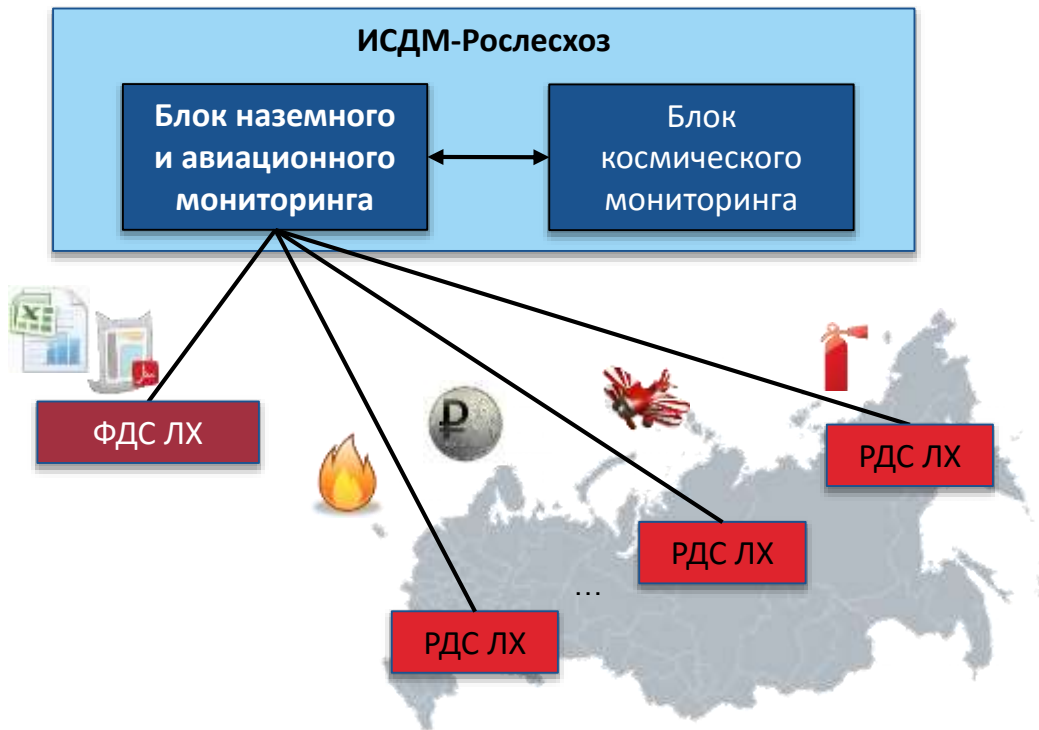 ИСДМ-Рослесхоз
Блок наземного
и авиационного
мониторинга
Блок
космического
мониторинга
ФДС ЛХ
₽
РДС ЛХ
РДС ЛХ
...
РДС ЛХ